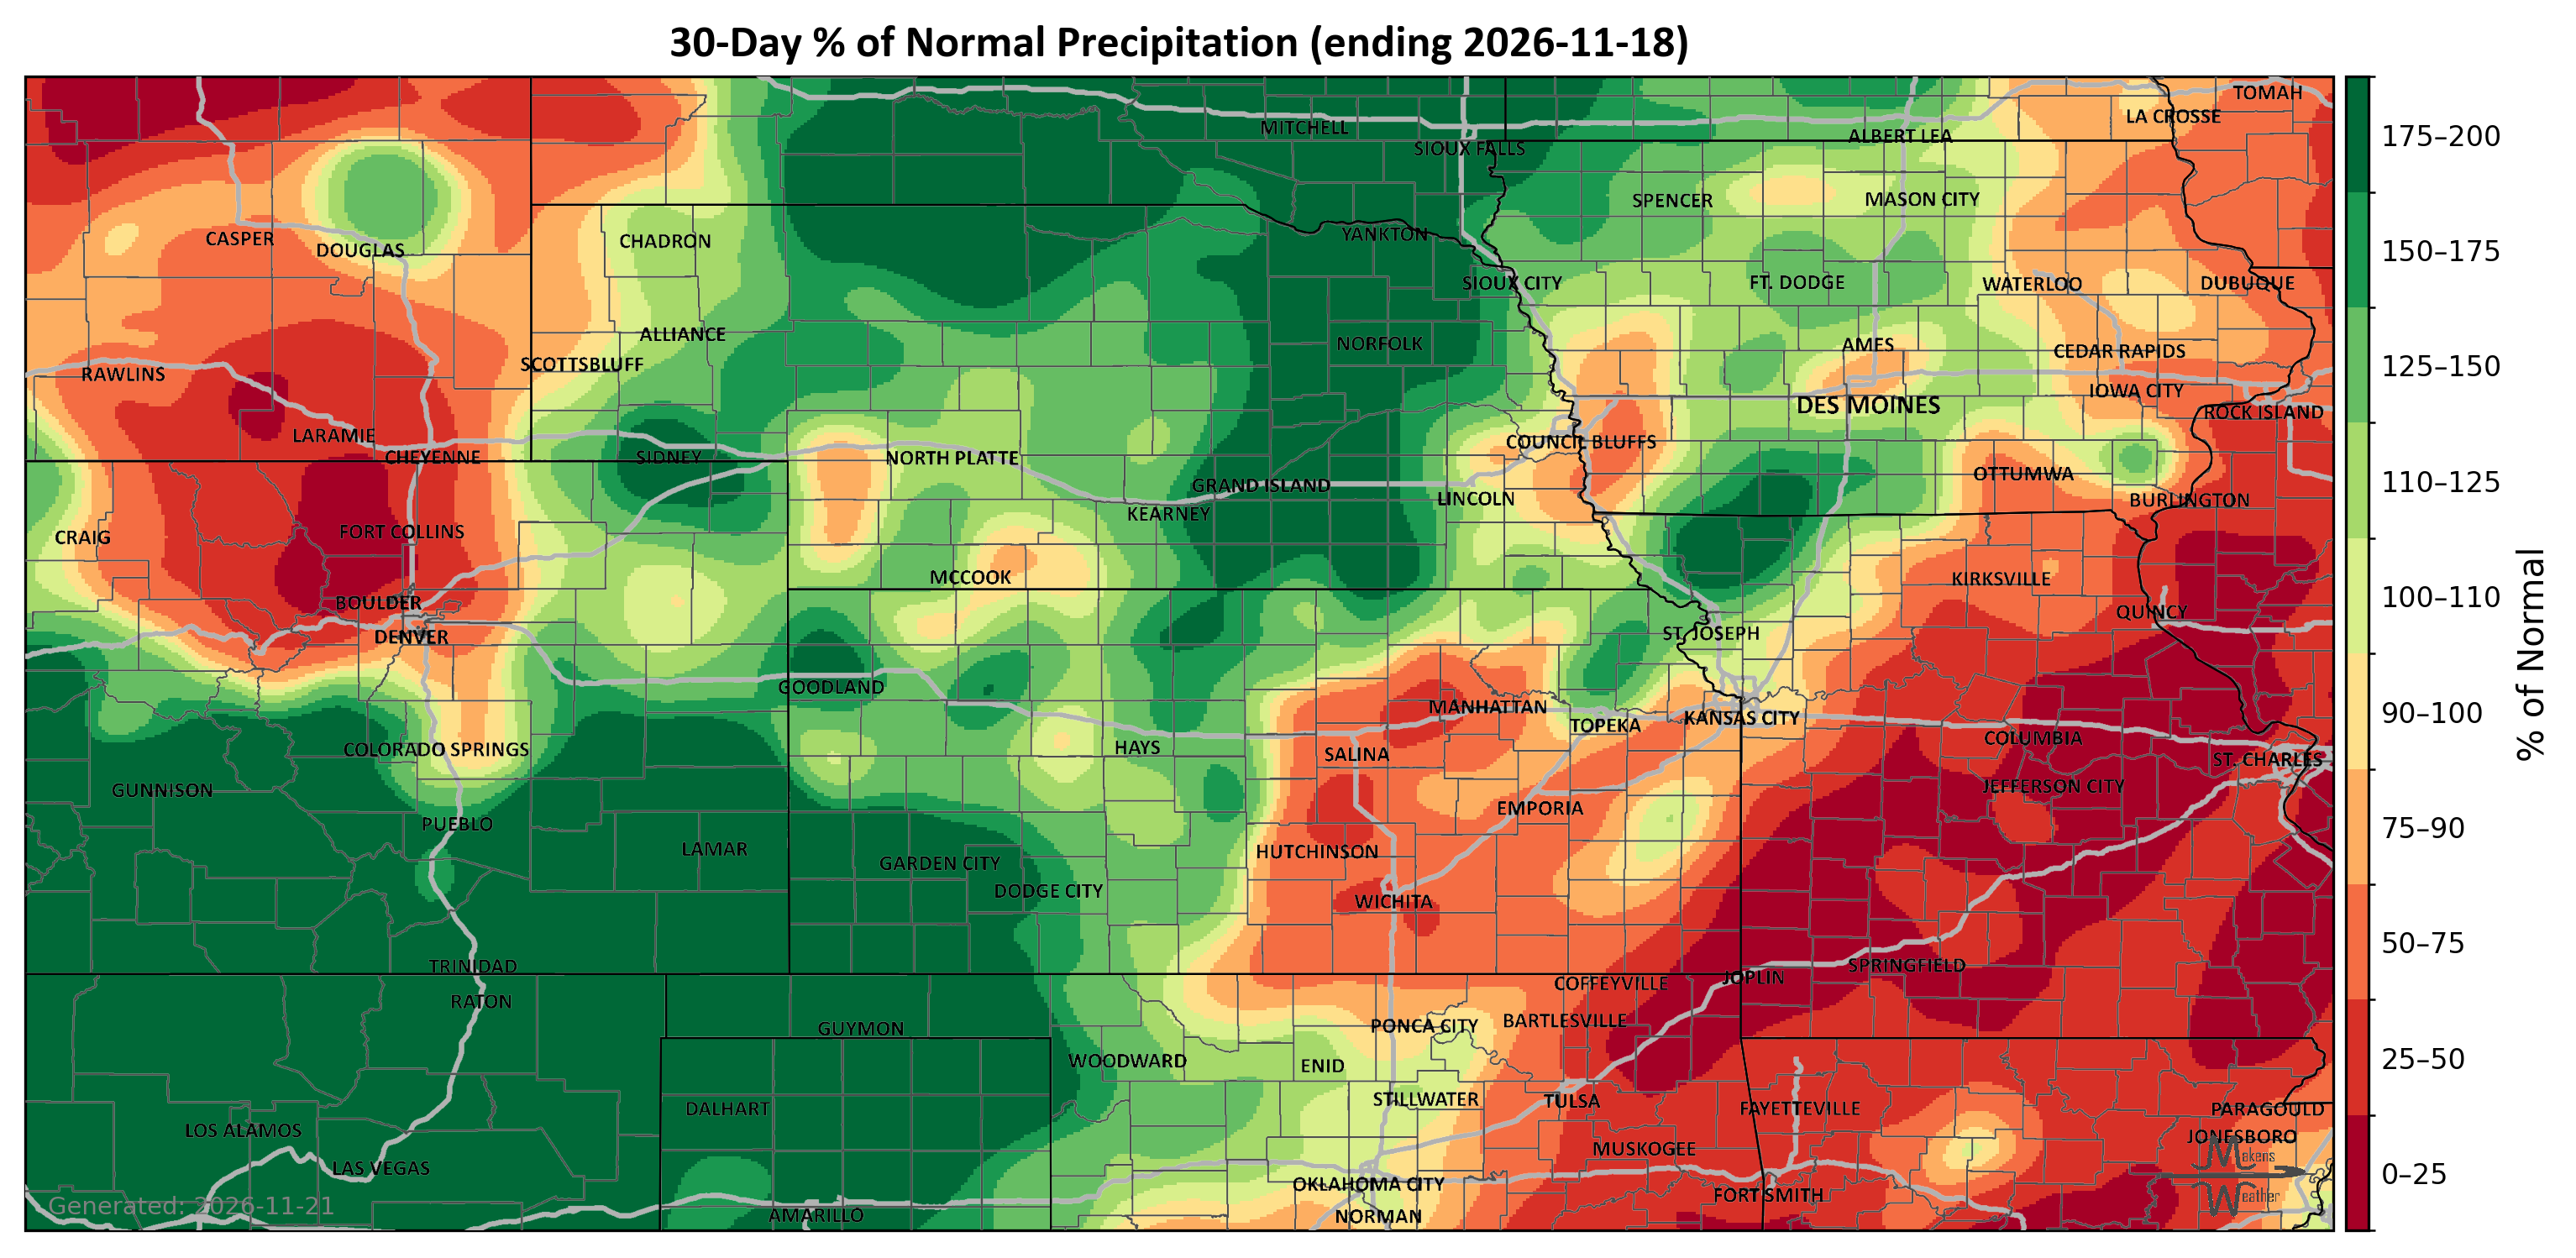 30-Day % of Normal Precipitation (ending 2026-11-18)
TOMAH
LA CROSSE
MITCHELL
ALBERT LEA
SIOUX FALLS
SPENCER
MASON CITY
CASPER
DOUGLAS
CHADRON
YANKTON
SIOUX CITY
FT. DODGE
WATERLOO
DUBUQUE
ALLIANCE
NORFOLK
AMES
CEDAR RAPIDS
SCOTTSBLUFF
RAWLINS
IOWA CITY
DES MOINES
ROCK ISLAND
LARAMIE
COUNCIL BLUFFS
CHEYENNE
SIDNEY
NORTH PLATTE
OTTUMWA
GRAND ISLAND
LINCOLN
BURLINGTON
KEARNEY
FORT COLLINS
CRAIG
MCCOOK
KIRKSVILLE
BOULDER
QUINCY
DENVER
ST. JOSEPH
GOODLAND
MANHATTAN
KANSAS CITY
TOPEKA
COLUMBIA
COLORADO SPRINGS
HAYS
SALINA
ST. CHARLES
GUNNISON
JEFFERSON CITY
EMPORIA
PUEBLO
LAMAR
HUTCHINSON
GARDEN CITY
DODGE CITY
WICHITA
TRINIDAD
SPRINGFIELD
JOPLIN
COFFEYVILLE
RATON
BARTLESVILLE
GUYMON
PONCA CITY
WOODWARD
ENID
STILLWATER
TULSA
DALHART
FAYETTEVILLE
PARAGOULD
LOS ALAMOS
JONESBORO
MUSKOGEE
LAS VEGAS
OKLAHOMA CITY
FORT SMITH
AMARILLO
NORMAN
Generated: 2026-11-21
Makens
Weather
175–200
150–175
125–150
110–125
100–110
90–100
75–90
50–75
25–50
0–25
% of Normal